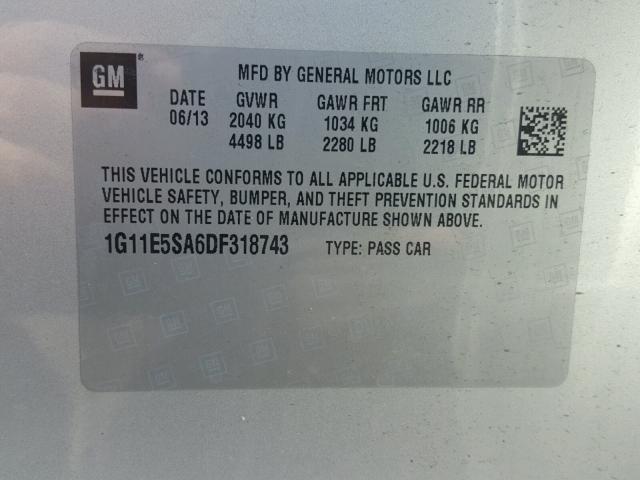 GM
®
MFD BY GENERAL MOTORS LLC
DATE GVWR GAWR FRT GAWR RR
06/13 2040 KG 1034 KG 1006 KG
4498 LB 2280 LB 2218 LB
THIS VEHICLE CONFORMS TO ALL APPLICABLE U.S. FEDERAL MOTOR
VEHICLE SAFETY, BUMPER, AND THEFT PREVENTION STANDARDS IN
EFFECT ON THE DATE OF MANUFACTURE SHOWN ABOVE.
1G11E5SA6DF318743 TYPE: PASS CAR